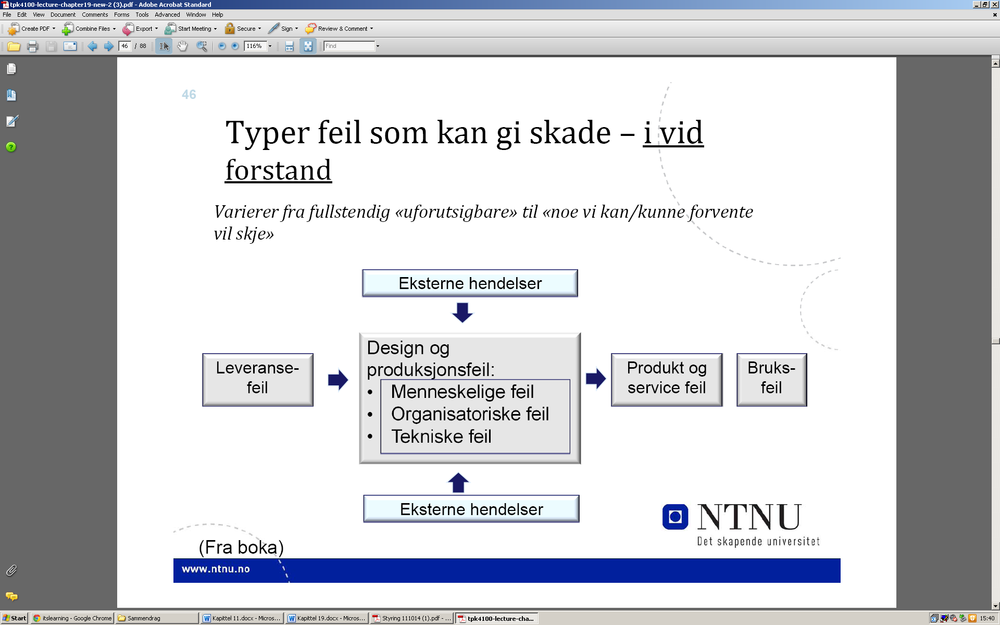 tpk4100-lecture-chapter19-new-2 (3).pdf - Adobe Acrobat Standard
File Edit View Document Comments Forms Tools Advanced Window Help
Create PDF Combine Files Export Start Meeting Secure Sign Review & Comment
46 / 88 116% Find
46
Typer feil som kan gi skade – i vid
forstand
Varierer fra fullstendig «uforutsigbare» til «noe vi kan/kunne forvente
vil skje»
Eksterne hendelser
Leveranse-
feil
Design og
produksjonsfeil:
• Menneskelige feil
• Organisatoriske feil
• Tekniske feil
Produkt og
service feil
Bruks-
feil
Eksterne hendelser
NTNU
Det skapende universitet
(Fra boka)
www.ntnu.no
Start itslearning - Google Chrome Sammendrag Kapittel 11.docx - Micros... Kapittel 19.docx - Micros... Styring 111014 (1).pdf - ... tpk4100-lecture-cha... 15:40